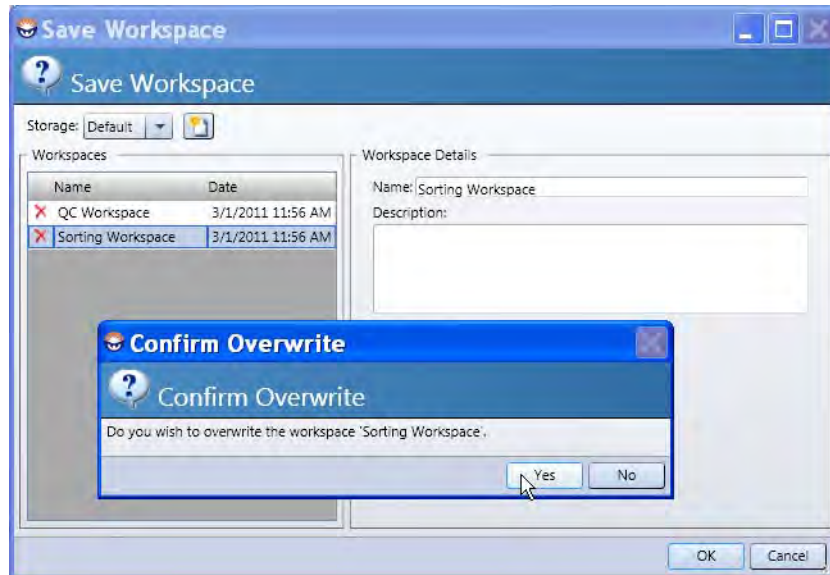 Save Workspace
Save Workspace
Storage: Default
Workspaces
Name Date
QC Workspace 3/1/2011 11:56 AM
Sorting Workspace 3/1/2011 11:56 AM
Workspace Details
Name: Sorting Workspace
Description:
Confirm Overwrite
Confirm Overwrite
Do you wish to overwrite the workspace 'Sorting Workspace'.
Yes No
OK Cancel